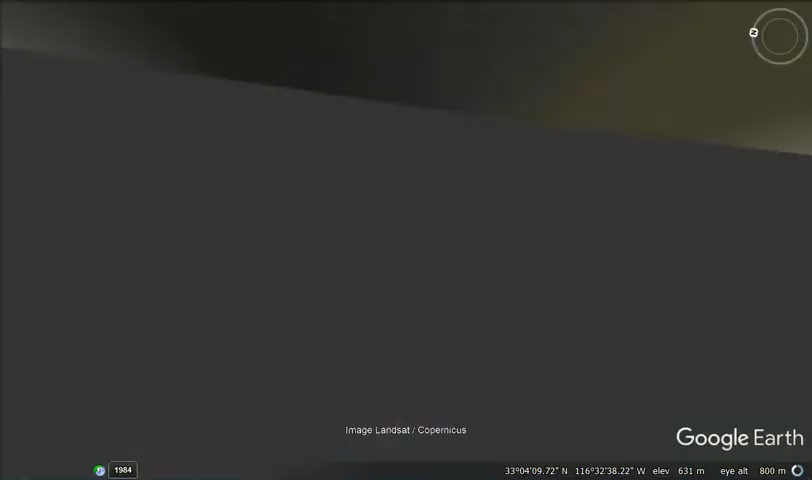 N
Image Landsat / Copernicus
Google Earth
1984
33°04'09.72" N 116°32'38.22" W elev 631 m eye alt 800 m